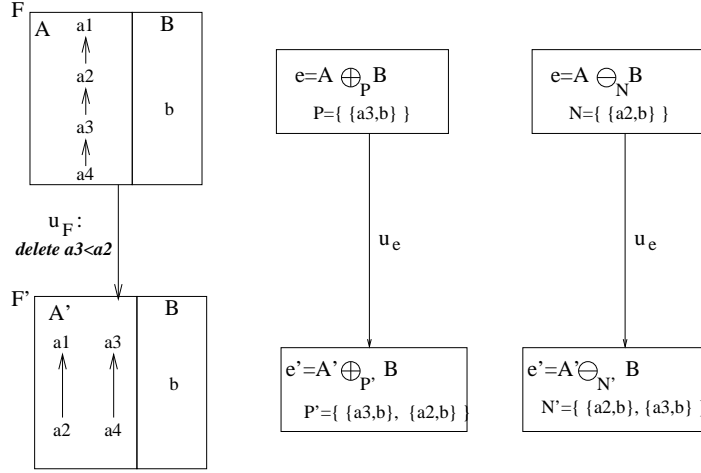 F
A
B
a1
a2
a3
a4
b
u_F:
delete a3<a2
F'
A'
B
a1 a3
b
a2 a4
e=A ⊕_P B
P={ {a3,b} }
u_e
e'=A' ⊕_P' B
P'={ {a3,b}, {a2,b} }
e=A ⊖_N B
N={ {a2,b} }
u_e
e'=A' ⊖_N' B
N'={ {a2,b}, {a3,b} }